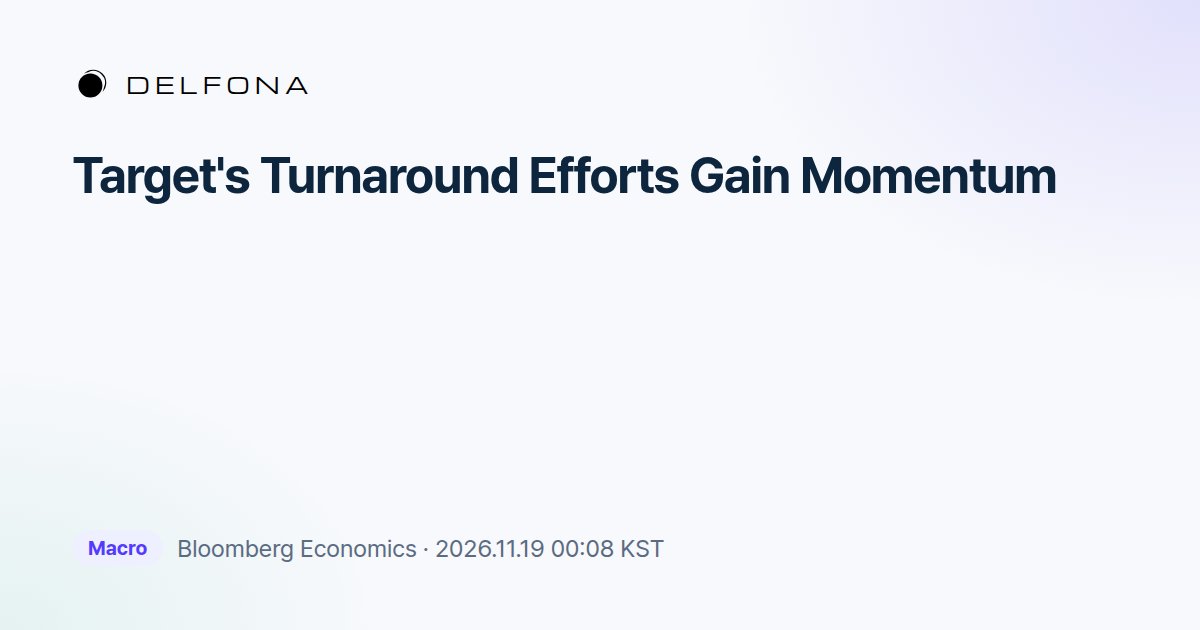 DELFONA
Target's Turnaround Efforts Gain Momentum
Macro Bloomberg Economics · 2026.11.19 00:08 KST